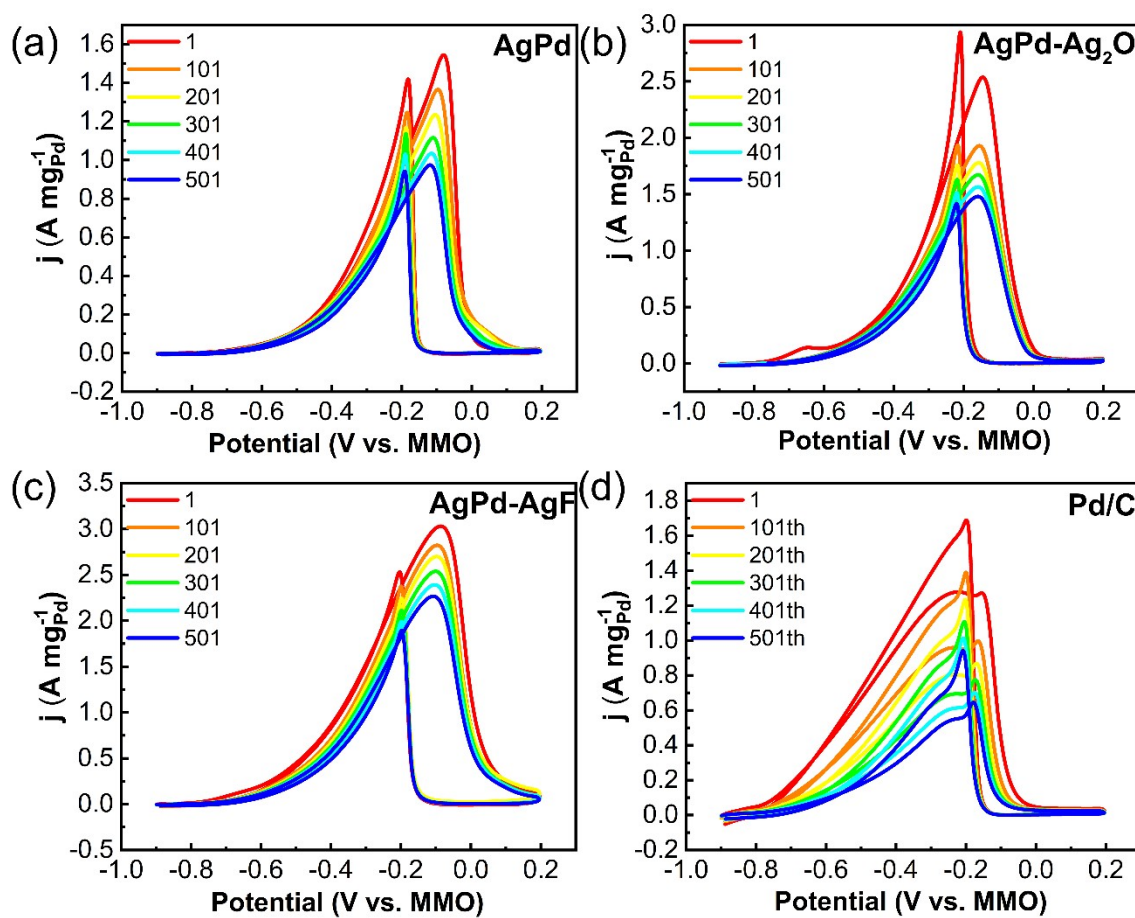 (a)
AgPd
1
101
201
301
401
501
j (A mg⁻¹Pd)
1.6
1.4
1.2
1.0
0.8
0.6
0.4
0.2
0.0
-0.2
-1.0 -0.8 -0.6 -0.4 -0.2 0.0 0.2
Potential (V vs. MMO)
(b)
AgPd-Ag₂O
1
101
201
301
401
501
j (A mg⁻¹Pd)
3.0
2.5
2.0
1.5
1.0
0.5
0.0
-1.0 -0.8 -0.6 -0.4 -0.2 0.0 0.2
Potential (V vs. MMO)
(c)
AgPd-AgF
1
101
201
301
401
501
j (A mg⁻¹Pd)
3.5
3.0
2.5
2.0
1.5
1.0
0.5
0.0
-0.5
-1.0 -0.8 -0.6 -0.4 -0.2 0.0 0.2
Potential (V vs. MMO)
(d)
Pd/C
1
101th
201th
301th
401th
501th
j (A mg⁻¹Pd)
1.8
1.6
1.4
1.2
1.0
0.8
0.6
0.4
0.2
0.0
-0.2
-1.0 -0.8 -0.6 -0.4 -0.2 0.0 0.2
Potential (V vs. MMO)